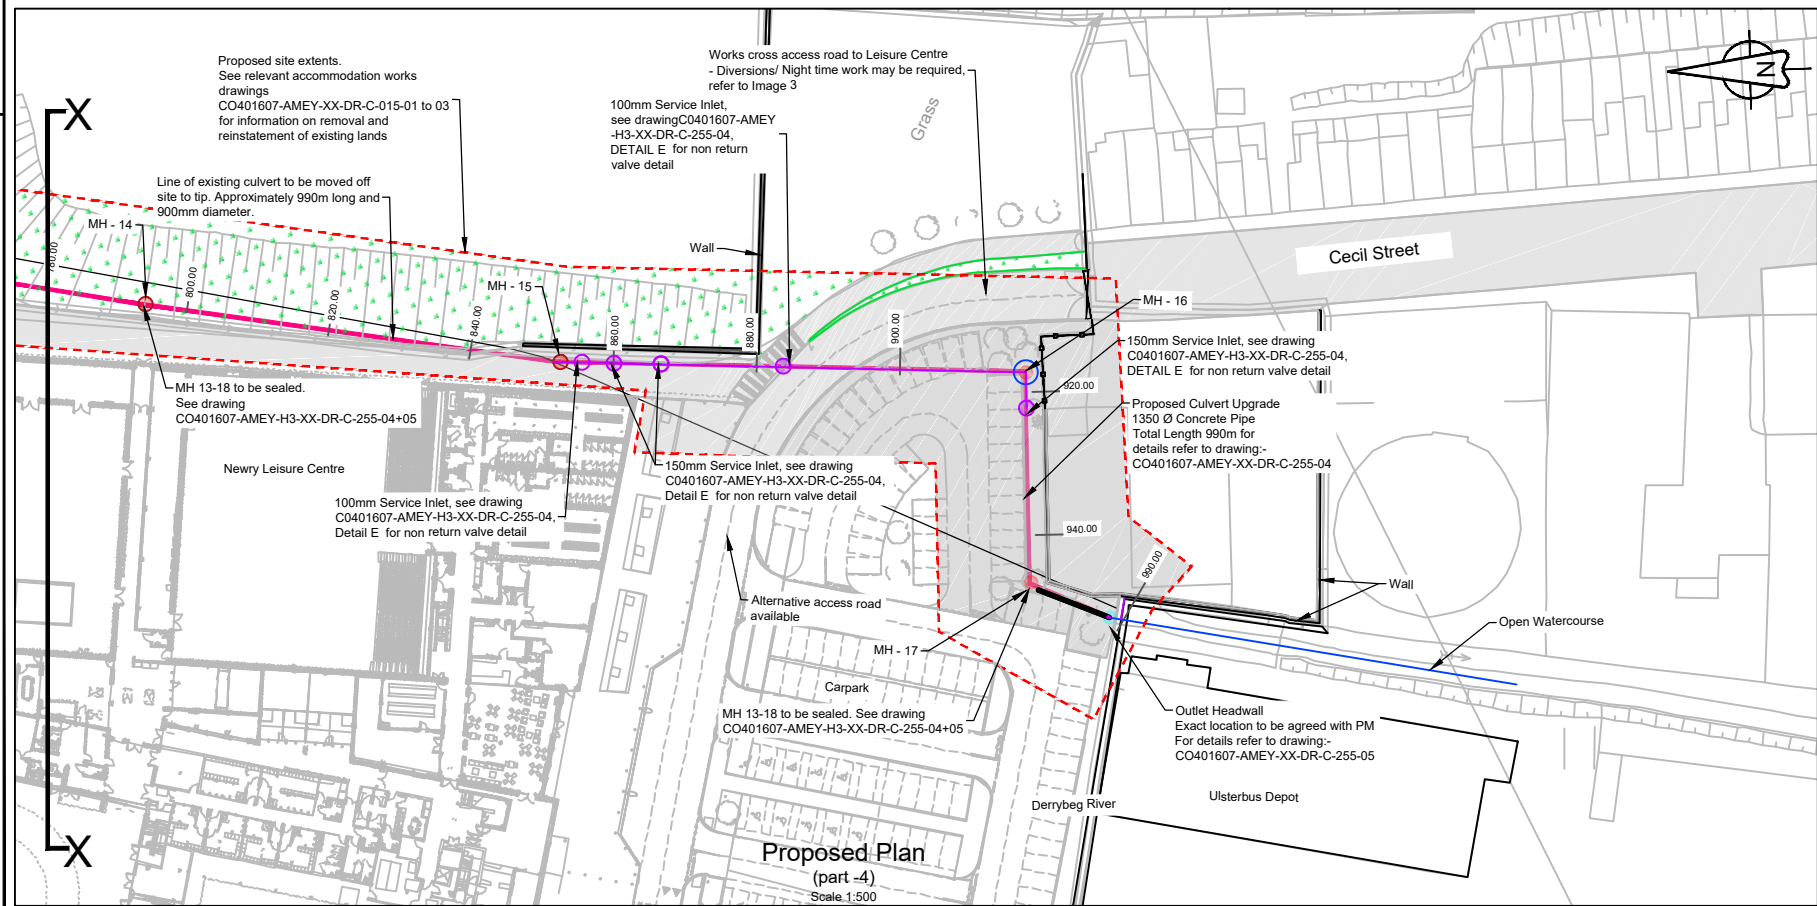 Proposed site extents.
See relevant accommodation works
drawings
CO401607-AMEY-XX-DR-C-015-01 to 03
for information on removal and
reinstatement of existing lands
Works cross access road to Leisure Centre
- Diversions/ Night time work may be required,
refer to Image 3
100mm Service Inlet,
see drawingC0401607-AMEY
-H3-XX-DR-C-255-04,
DETAIL E for non return
valve detail
Grass
N
X
Line of existing culvert to be moved off
site to tip. Approximately 990m long and
900mm diameter.
MH - 14
Wall
Cecil Street
780.00
800.00
820.00
840.00
860.00
880.00
900.00
MH - 15
MH - 16
150mm Service Inlet, see drawing
C0401607-AMEY-H3-XX-DR-C-255-04,
DETAIL E for non return valve detail
920.00
MH 13-18 to be sealed.
See drawing
CO401607-AMEY-H3-XX-DR-C-255-04+05
Proposed Culvert Upgrade
1350 Ø Concrete Pipe
Total Length 990m for
details refer to drawing:-
CO401607-AMEY-XX-DR-C-255-04
Newry Leisure Centre
150mm Service Inlet, see drawing
C0401607-AMEY-H3-XX-DR-C-255-04,
Detail E for non return valve detail
100mm Service Inlet, see drawing
C0401607-AMEY-H3-XX-DR-C-255-04,
Detail E for non return valve detail
940.00
990.00
Wall
Alternative access road
available
Open Watercourse
MH - 17
Carpark
MH 13-18 to be sealed. See drawing
CO401607-AMEY-H3-XX-DR-C-255-04+05
Outlet Headwall
Exact location to be agreed with PM
For details refer to drawing:-
CO401607-AMEY-XX-DR-C-255-05
Derrybeg River
Ulsterbus Depot
X
Proposed Plan
(part -4)
Scale 1:500